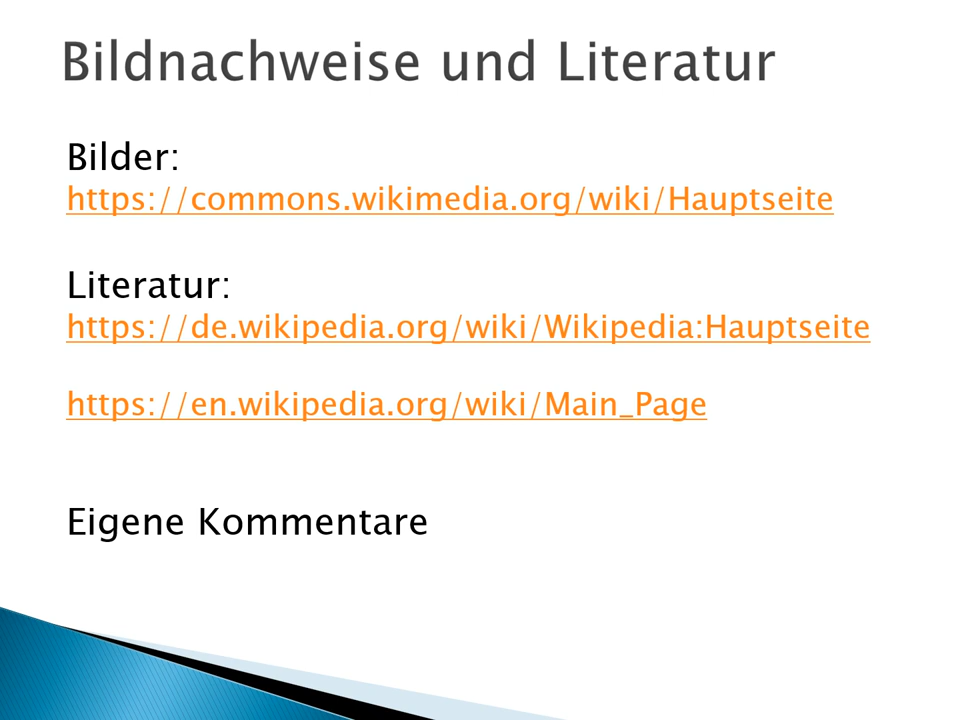 Bildnachweise und Literatur
Bilder:
https://commons.wikimedia.org/wiki/Hauptseite
Literatur:
https://de.wikipedia.org/wiki/Wikipedia:Hauptseite
https://en.wikipedia.org/wiki/Main_Page
Eigene Kommentare